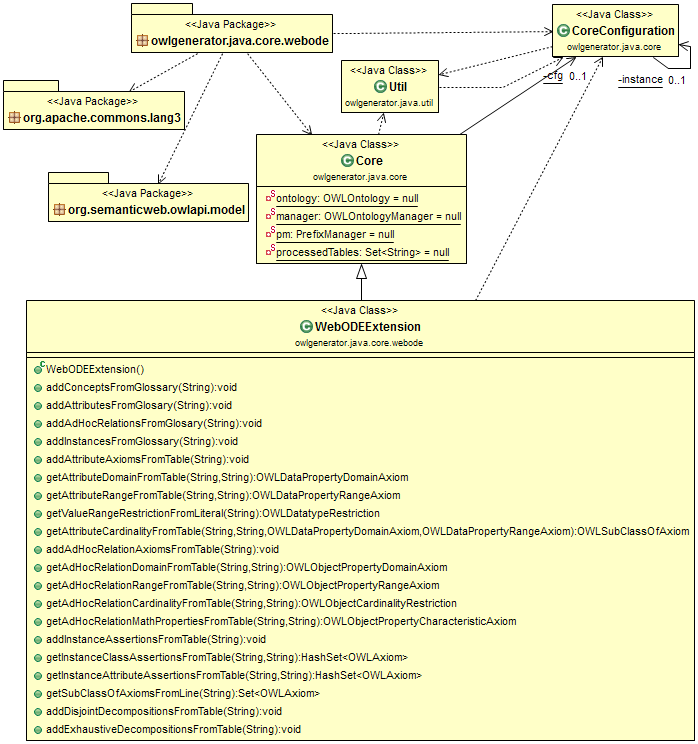 <<Java Package>>
owlgenerator.java.core.webode
<<Java Class>>
CoreConfiguration
owlgenerator.java.core
-cfg 0..1
-instance 0..1
<<Java Class>>
Util
owlgenerator.java.util
<<Java Package>>
org.apache.commons.lang3
<<Java Class>>
Core
owlgenerator.java.core
ontology: OWLOntology = null
manager: OWLOntologyManager = null
pm: PrefixManager = null
processedTables: Set<String> = null
<<Java Package>>
org.semanticweb.owlapi.model
<<Java Class>>
WebODEExtension
owlgenerator.java.core.webode
WebODEExtension()
addConceptsFromGlossary(String):void
addAttributesFromGlosary(String):void
addAdHocRelationsFromGlosary(String):void
addInstancesFromGlossary(String):void
addAttributeAxiomsFromTable(String):void
getAttributeDomainFromTable(String,String):OWLDataPropertyDomainAxiom
getAttributeRangeFromTable(String,String):OWLDataPropertyRangeAxiom
getValueRangeRestrictionFromLiteral(String):OWLDatatypeRestriction
getAttributeCardinalityFromTable(String,String,OWLDataPropertyDomainAxiom,OWLDataPropertyRangeAxiom):OWLSubClassOfAxiom
addAdHocRelationAxiomsFromTable(String):void
getAdHocRelationDomainFromTable(String,String):OWLObjectPropertyDomainAxiom
getAdHocRelationRangeFromTable(String,String):OWLObjectPropertyRangeAxiom
getAdHocRelationCardinalityFromTable(String,String):OWLObjectCardinalityRestriction
getAdHocRelationMathPropertiesFromTable(String,String):OWLObjectPropertyCharacteristicAxiom
addInstanceAssertionsFromTable(String):void
getInstanceClassAssertionsFromTable(String,String):HashSet<OWLAxiom>
getInstanceAttributeAssertionsFromTable(String,String):HashSet<OWLAxiom>
getSubClassOfAxiomsFromLine(String):Set<OWLAxiom>
addDisjointDecompositionsFromTable(String):void
addExhaustiveDecompositionsFromTable(String):void